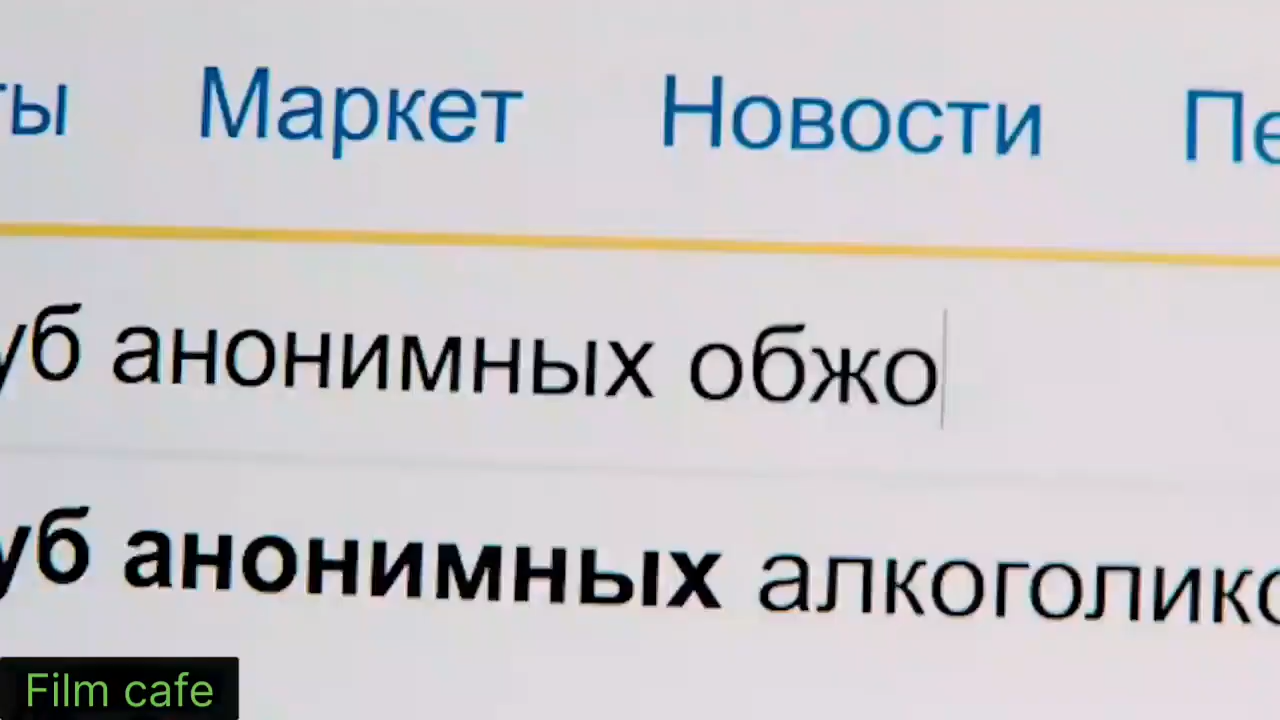 ты Маркет Новости Пе
уб анонимных обжо
уб анонимных алкоголико
Film cafe